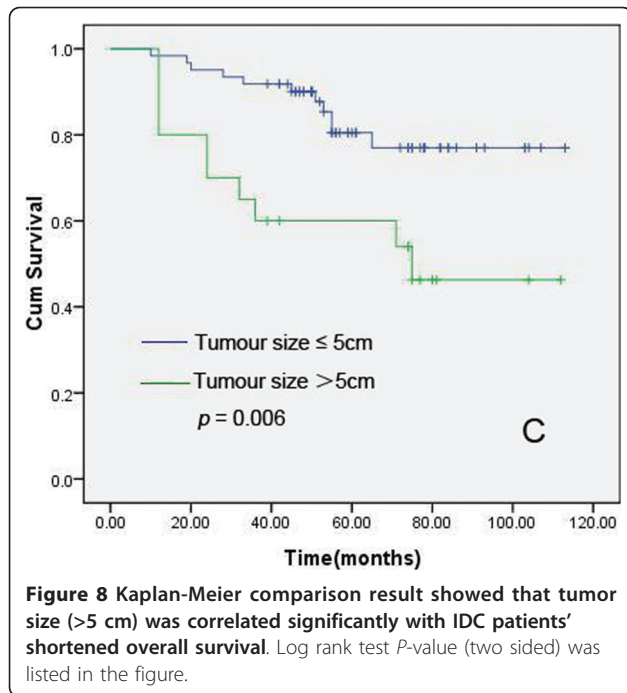 1.0
0.8
0.6
0.4
0.2
0.0
Cum Survival
Tumour size ≤ 5cm
Tumour size >5cm
p = 0.006
C
0.00 20.00 40.00 60.00 80.00 100.00 120.00
Time(months)
Figure 8 Kaplan-Meier comparison result showed that tumor
size (>5 cm) was correlated significantly with IDC patients'
shortened overall survival. Log rank test P-value (two sided) was
listed in the figure.